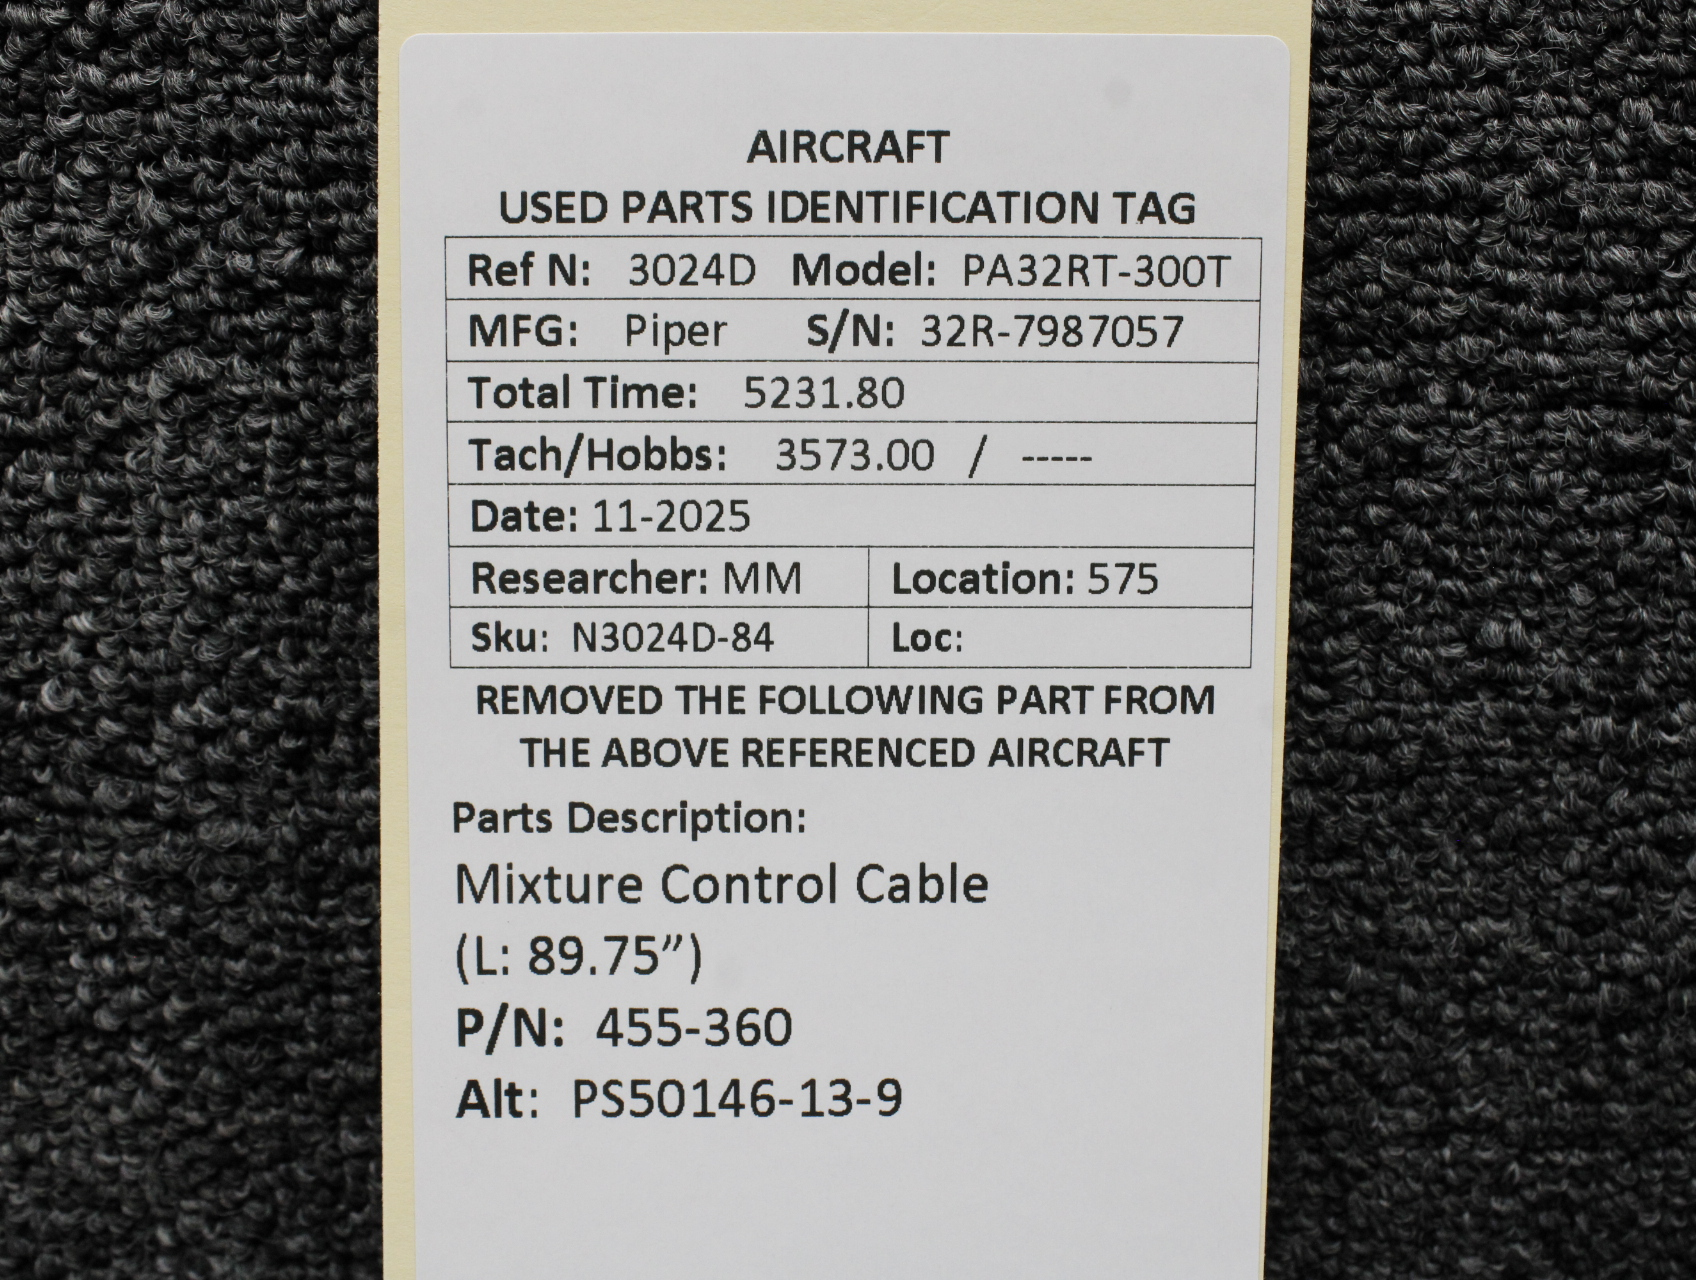 AIRCRAFT
USED PARTS IDENTIFICATION TAG
Ref N: 3024D Model: PA32RT-300T
MFG: Piper S/N: 32R-7987057
Total Time: 5231.80
Tach/Hobbs: 3573.00 / -----
Date: 11-2025
Researcher: MM Location: 575
Sku: N3024D-84 Loc:
REMOVED THE FOLLOWING PART FROM
THE ABOVE REFERENCED AIRCRAFT
Parts Description:
Mixture Control Cable
(L: 89.75”)
P/N: 455-360
Alt: PS50146-13-9